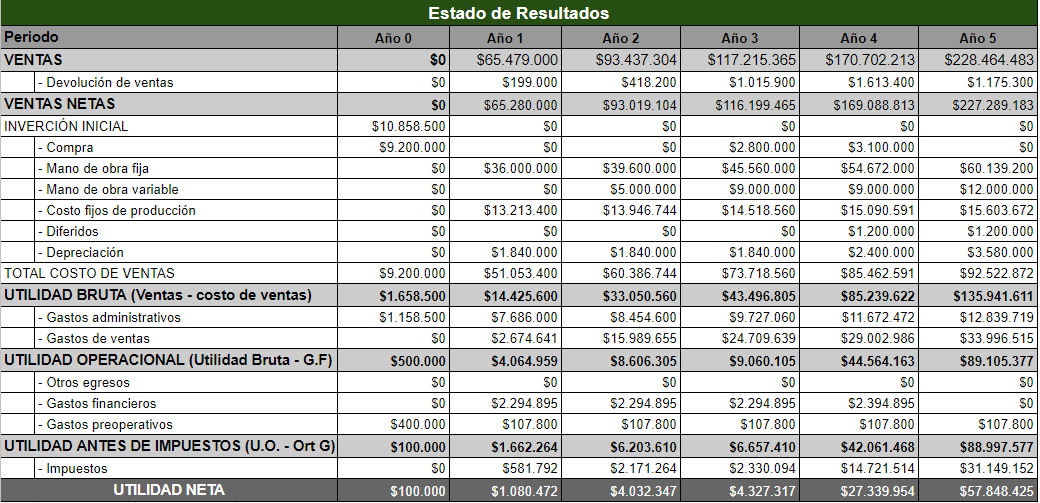 Estado de Resultados
Periodo Año 0 Año 1 Año 2 Año 3 Año 4 Año 5
VENTAS $0 $65.479.000 $93.437.304 $117.215.365 $170.702.213 $228.464.483
- Devolución de ventas $0 $199.000 $418.200 $1.015.900 $1.613.400 $1.175.300
VENTAS NETAS $0 $65.280.000 $93.019.104 $116.199.465 $169.088.813 $227.289.183
INVERCIÓN INICIAL $10.858.500 $0 $0 $0 $0 $0
- Compra $9.200.000 $0 $0 $2.800.000 $3.100.000 $0
- Mano de obra fija $0 $36.000.000 $39.600.000 $45.560.000 $54.672.000 $60.139.200
- Mano de obra variable $0 $0 $5.000.000 $9.000.000 $9.000.000 $12.000.000
- Costo fijos de producción $0 $13.213.400 $13.946.744 $14.518.560 $15.090.591 $15.603.672
- Diferidos $0 $0 $0 $0 $1.200.000 $1.200.000
- Depreciación $0 $1.840.000 $1.840.000 $1.840.000 $2.400.000 $3.580.000
TOTAL COSTO DE VENTAS $9.200.000 $51.053.400 $60.386.744 $73.718.560 $85.462.591 $92.522.872
UTILIDAD BRUTA (Ventas - costo de ventas) $1.658.500 $14.425.600 $33.050.560 $43.496.805 $85.239.622 $135.941.611
- Gastos administrativos $1.158.500 $7.686.000 $8.454.600 $9.727.060 $11.672.472 $12.839.719
- Gastos de ventas $0 $2.674.641 $15.989.655 $24.709.639 $29.002.986 $33.996.515
UTILIDAD OPERACIONAL (Utilidad Bruta - G.F) $500.000 $4.064.959 $8.606.305 $9.060.105 $44.564.163 $89.105.377
- Otros egresos $0 $0 $0 $0 $0 $0
- Gastos financieros $0 $2.294.895 $2.294.895 $2.294.895 $2.394.895 $0
- Gastos preoperativos $400.000 $107.800 $107.800 $107.800 $107.800 $107.800
UTILIDAD ANTES DE IMPUESTOS (U.O. - Ort G) $100.000 $1.662.264 $6.203.610 $6.657.410 $42.061.468 $88.997.577
- Impuestos $0 $581.792 $2.171.264 $2.330.094 $14.721.514 $31.149.152
UTILIDAD NETA $100.000 $1.080.472 $4.032.347 $4.327.317 $27.339.954 $57.848.425